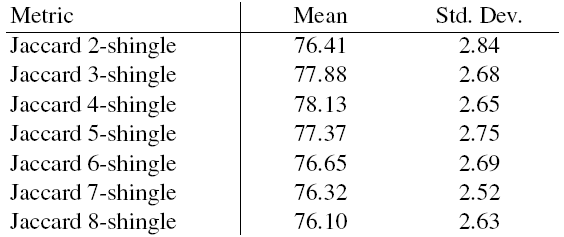 Metric Mean Std. Dev.
Jaccard 2-shingle 76.41 2.84
Jaccard 3-shingle 77.88 2.68
Jaccard 4-shingle 78.13 2.65
Jaccard 5-shingle 77.37 2.75
Jaccard 6-shingle 76.65 2.69
Jaccard 7-shingle 76.32 2.52
Jaccard 8-shingle 76.10 2.63